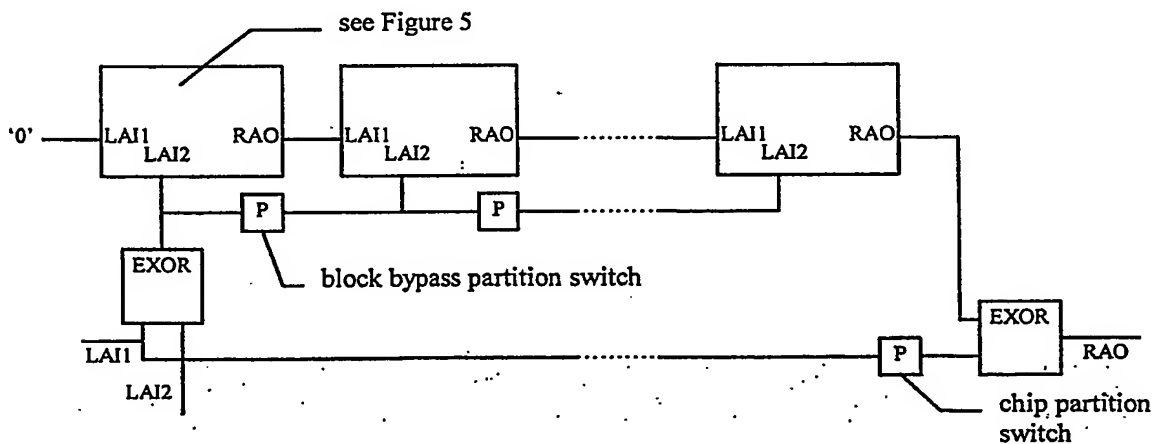 see Figure 5
'0' LAI1 RAO LAI1 RAO LAI1 RAO
LAI2 LAI2 LAI2
P P
EXOR
block bypass partition switch
EXOR
LAI1 P RAO
LAI2
chip partition
switch